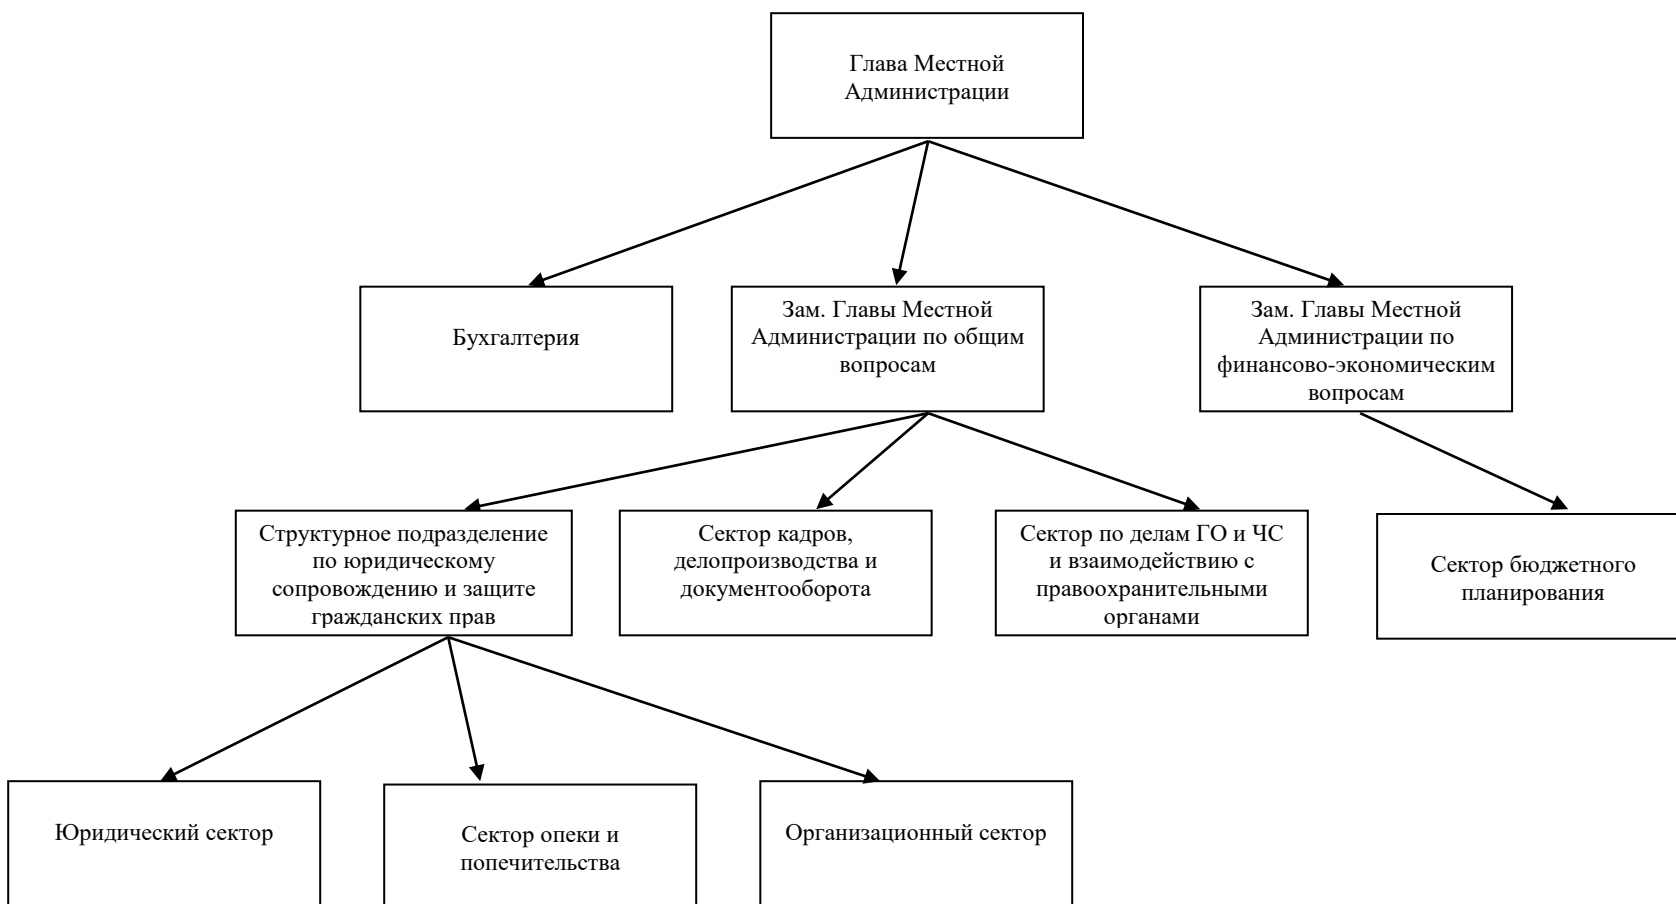 Глава Местной
Администрации
Бухгалтерия
Зам. Главы Местной
Администрации по общим
вопросам
Зам. Главы Местной
Администрации по
финансово-экономическим
вопросам
Структурное подразделение
по юридическому
сопровождению и защите
гражданских прав
Сектор кадров,
делопроизводства и
документооборота
Сектор по делам ГО и ЧС
и взаимодействию с
правоохранительными
органами
Сектор бюджетного
планирования
Юридический сектор
Сектор опеки и
попечительства
Организационный сектор